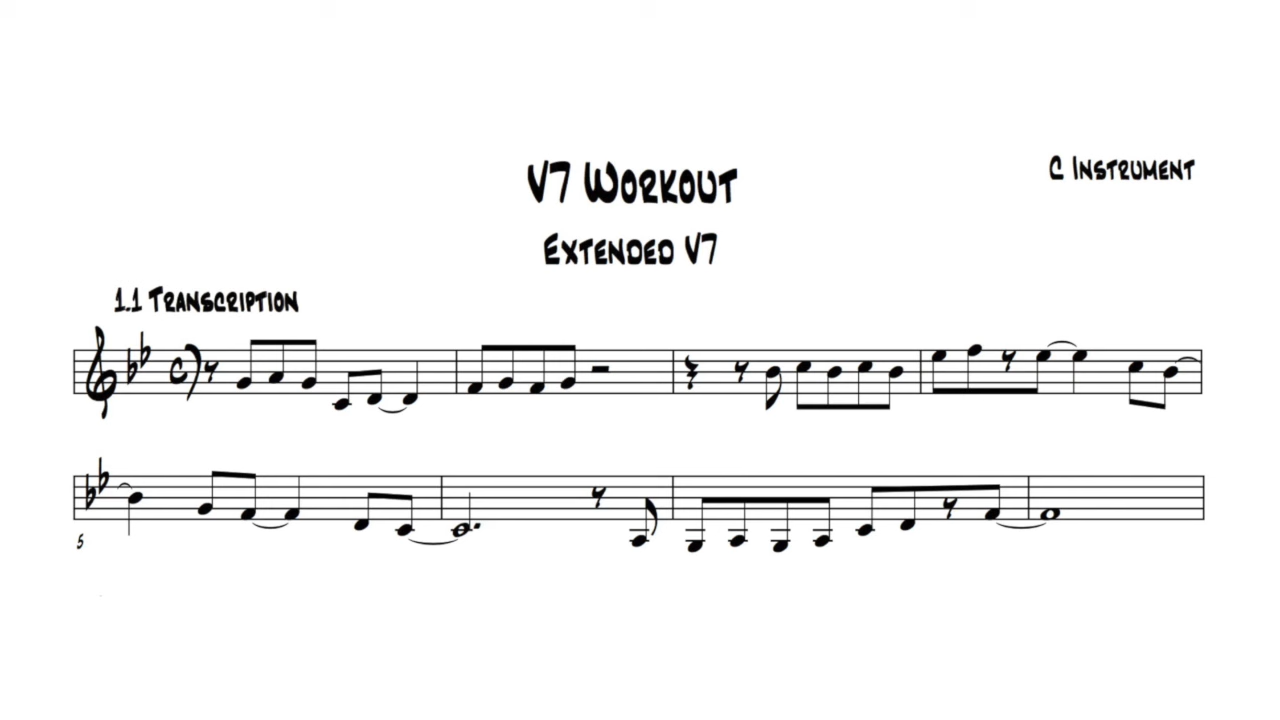 V7 Workout
C Instrument
Extended V7
1.1 Transcription
5